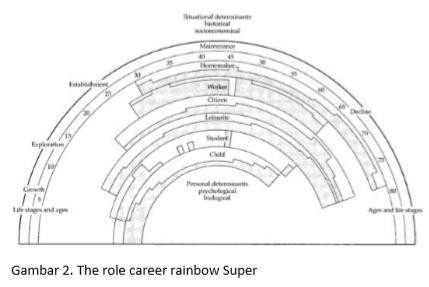 Situational determinants
historical
socioeconomical
Maintenance
40
45
35
Homemaker
50
30
55
Establishment
Worker
25
60
Citizen
20
65
Leisurite
Decline
15
Student
70
Exploration
Child
10
75
Personal determinants
psychological
biological
Growth
80
5
Life stages and ages
Ages and life stages
Gambar 2. The role career rainbow Super